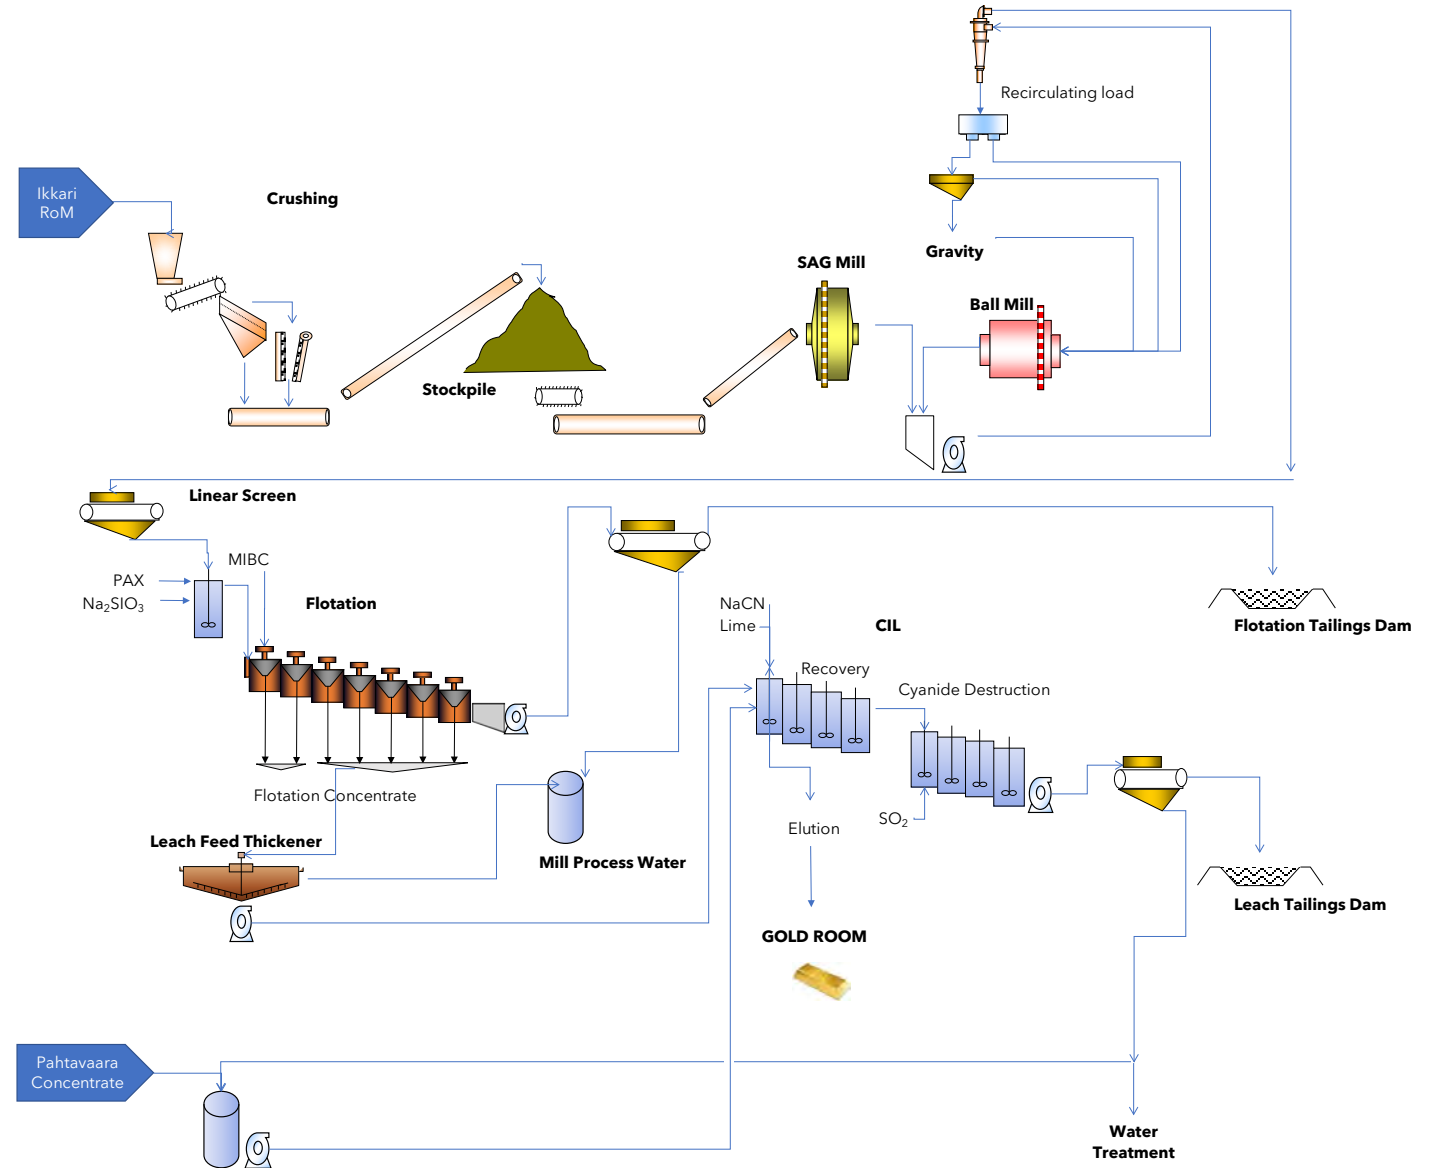 Recirculating load
Ikkari
RoM
Crushing
Gravity
SAG Mill
Ball Mill
Stockpile
Linear Screen
MIBC
PAX
Na₂SIO₃
Flotation
NaCN
Lime
CIL
Flotation Tailings Dam
Recovery
Cyanide Destruction
Flotation Concentrate
SO₂
Elution
Leach Feed Thickener
Mill Process Water
Leach Tailings Dam
GOLD ROOM
Pahtavaara
Concentrate
Water
Treatment